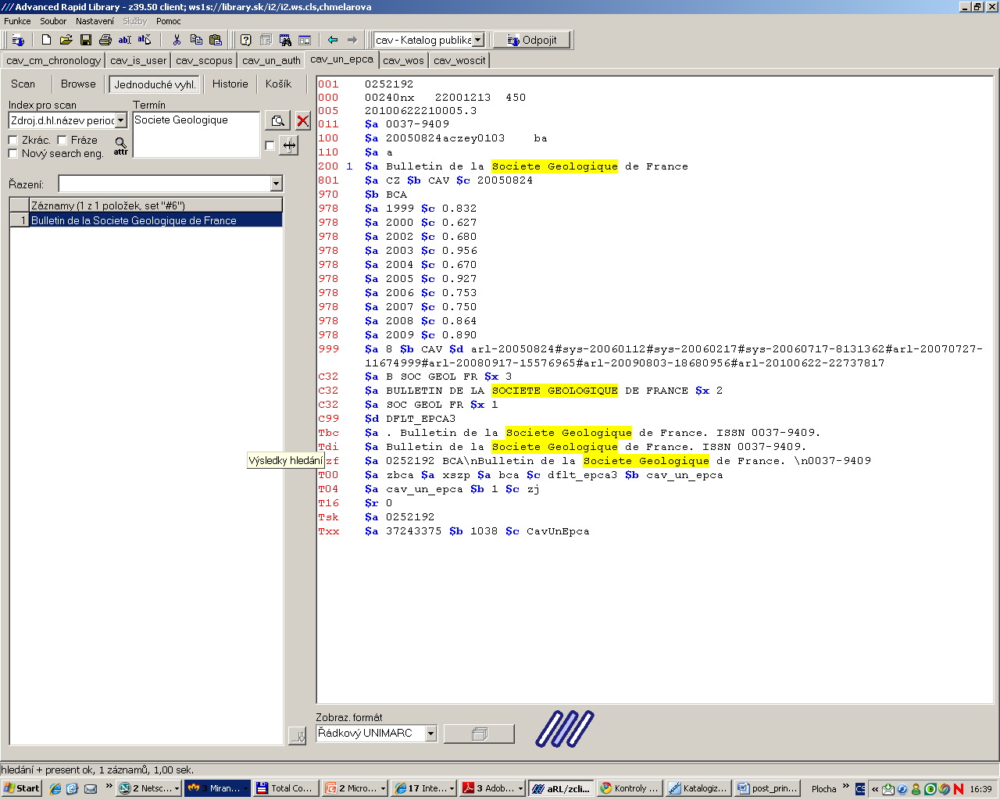 Advanced Rapid Library - z39.50 client; ws1s://library.sk/i2/i2.ws.cls,chmelarova
Funkce Soubor Nastavení Služby Pomoc
cav - Katalog publika Odpojit
cav_cm_chronology cav_is_user cav_scopus cav_un_auth cav_un_epca cav_wos cav_woscit
Scan Browse Jednoduché vyhl. Historie Košík
Index pro scan Termín
Zdroj.d.hl.název perioc Societe Geologique
Zkrác. Fráze
Nový search eng. attr
Řazení:
Záznamy (1 z 1 položek, set "#6")
1 Bulletin de la Societe Geologique de France
Výsledky hledání
001 0252192
000 00240nx 22001213 450
005 20100622210005.3
011 $a 0037-9409
100 $a 20050824aczey0103 ba
110 $a a
200 1 $a Bulletin de la Societe Geologique de France
801 $a CZ $b CAV $c 20050824
970 $b BCA
978 $a 1999 $c 0.832
978 $a 2000 $c 0.627
978 $a 2002 $c 0.680
978 $a 2003 $c 0.956
978 $a 2004 $c 0.670
978 $a 2005 $c 0.927
978 $a 2006 $c 0.753
978 $a 2007 $c 0.750
978 $a 2008 $c 0.864
978 $a 2009 $c 0.890
999 $a 8 $b CAV $d arl-20050824#sys-20060112#sys-20060217#sys-20060717-8131362#arl-20070727-
11674999#arl-20080917-15576965#arl-20090803-18680956#arl-20100622-22737817
C32 $a B SOC GEOL FR $x 3
C32 $a BULLETIN DE LA SOCIETE GEOLOGIQUE DE FRANCE $x 2
C32 $a SOC GEOL FR $x 1
C99 $d DFLT_EPCA3
Tbc $a . Bulletin de la Societe Geologique de France. ISSN 0037-9409.
Tdi $a Bulletin de la Societe Geologique de France. ISSN 0037-9409.
zf $a 0252192 BCA\nBulletin de la Societe Geologique de France. \n0037-9409
T00 $a zbca $a xszp $a bca $c dflt_epca3 $b cav_un_epca
T04 $a cav_un_epca $b 1 $c zj
T16 $r 0
Tsk $a 0252192
Txx $a 37243375 $b 1038 $c CavUnEpca
Zobraz. formát
Řádkový UNIMARC
hledání + present ok, 1 záznamů, 1,00 sek.
Start 2 Netsc... 3 Miran... Total Co... 2 Micro... 17 Inte... 3 Adob... aRL/zcli... Kontroly ... Katalogiz... post_prin... Plocha CS 16:39